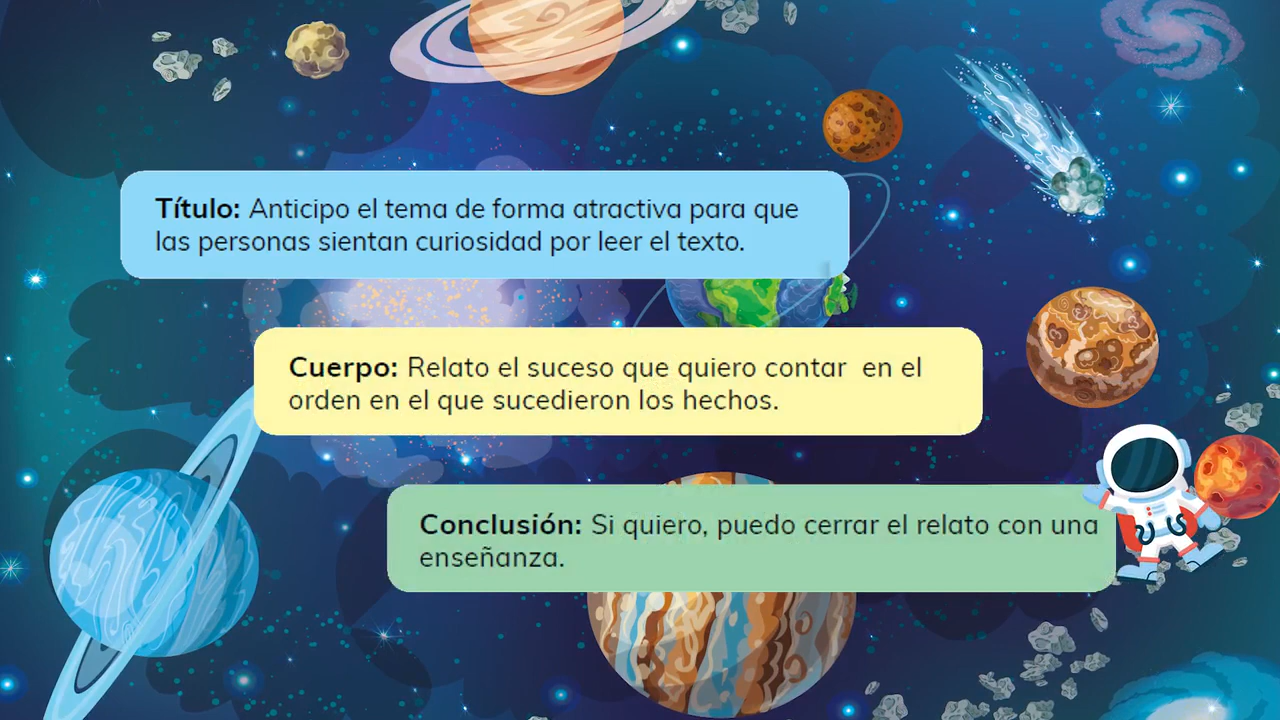 Título: Anticipo el tema de forma atractiva para que
las personas sientan curiosidad por leer el texto.
Cuerpo: Relato el suceso que quiero contar  en el
orden en el que sucedieron los hechos.
Conclusión: Si quiero, puedo cerrar el relato con una
enseñanza.